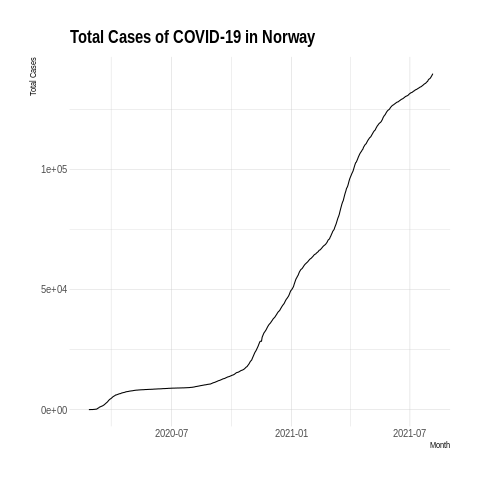 Total Cases of COVID-19 in Norway
Total Cases
1e+05
5e+04
0e+00
2020-07 2021-01 2021-07
Month